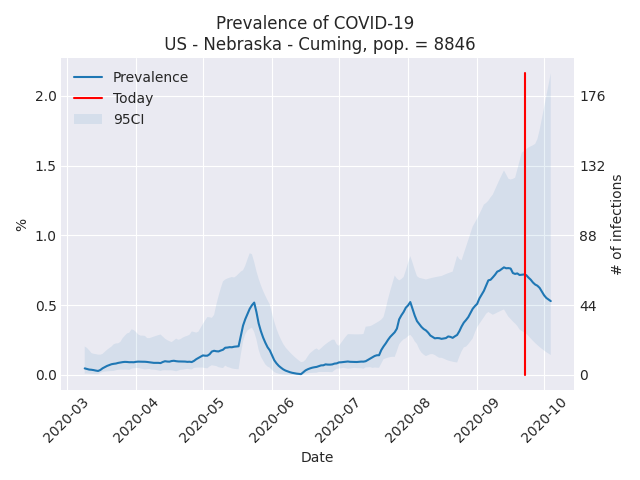 Prevalence of COVID-19
US - Nebraska - Cuming, pop. = 8846
Prevalence
Today
95CI
2.0
1.5
1.0
0.5
0.0
%
176
132
88
44
0
# of infections
2020-03
2020-04
2020-05
2020-06
2020-07
2020-08
2020-09
2020-10
Date